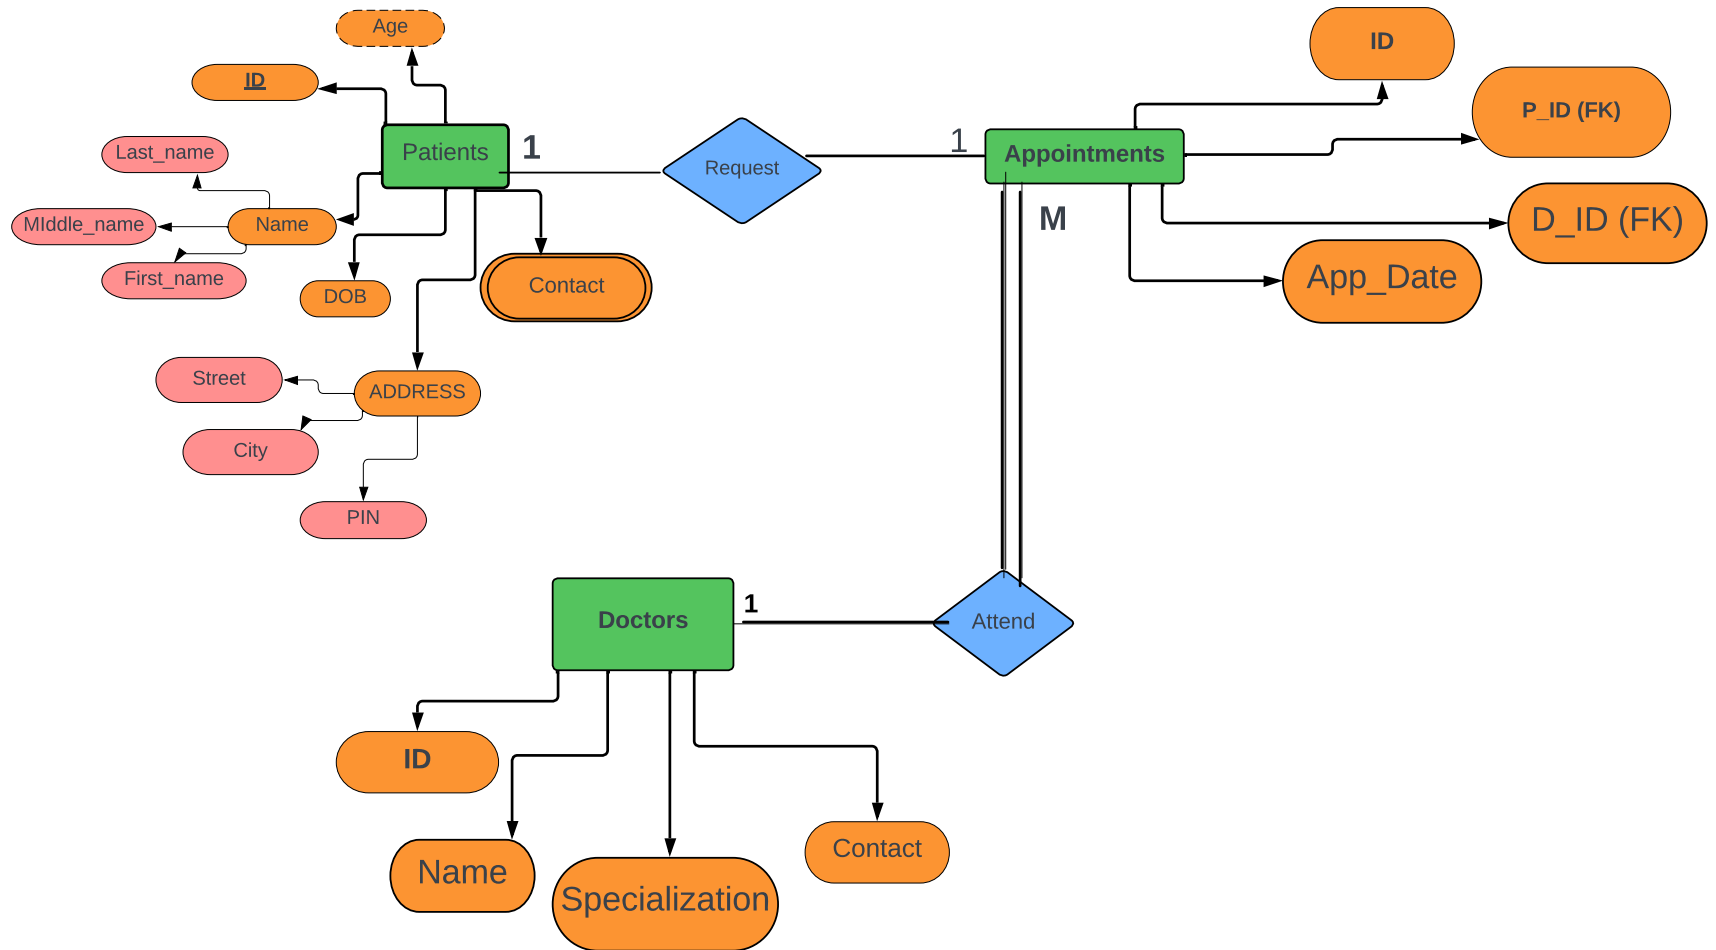 Age
ID
ID
P_ID (FK)
Patients
1
Request
1
Appointments
Last_name
MIddle_name
Name
First_name
M
D_ID (FK)
DOB
Contact
App_Date
Street
ADDRESS
City
PIN
Doctors
1
Attend
ID
Name
Specialization
Contact